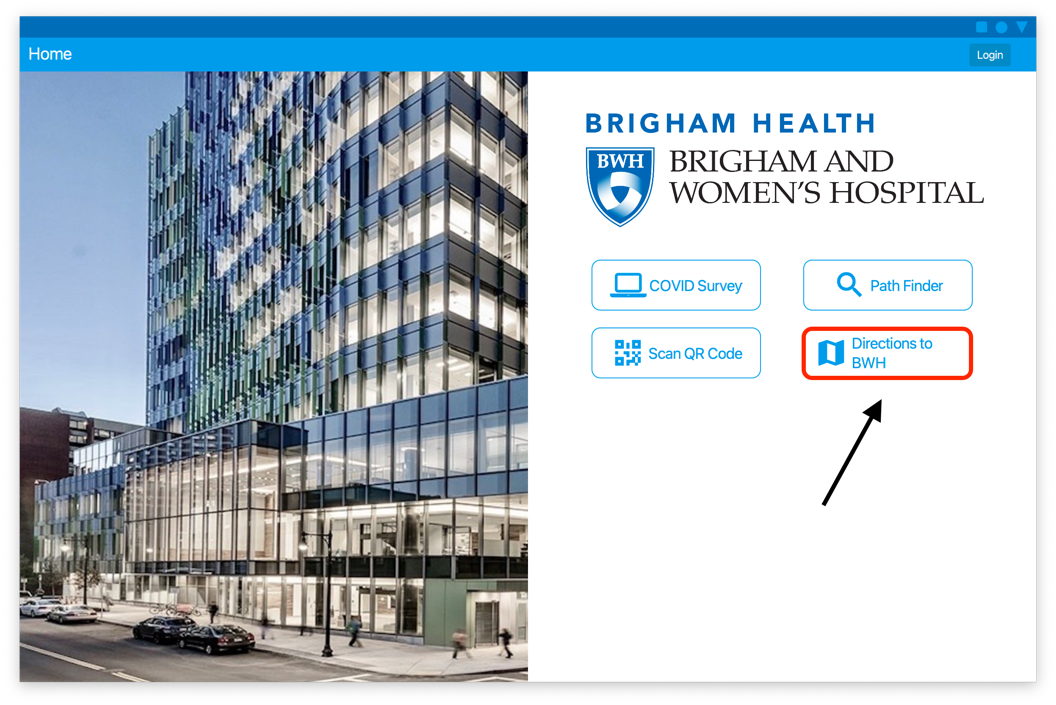 Home
Login
BRIGHAM HEALTH
BWH
BRIGHAM AND
WOMEN'S HOSPITAL
COVID Survey
Path Finder
Scan QR Code
Directions to
BWH